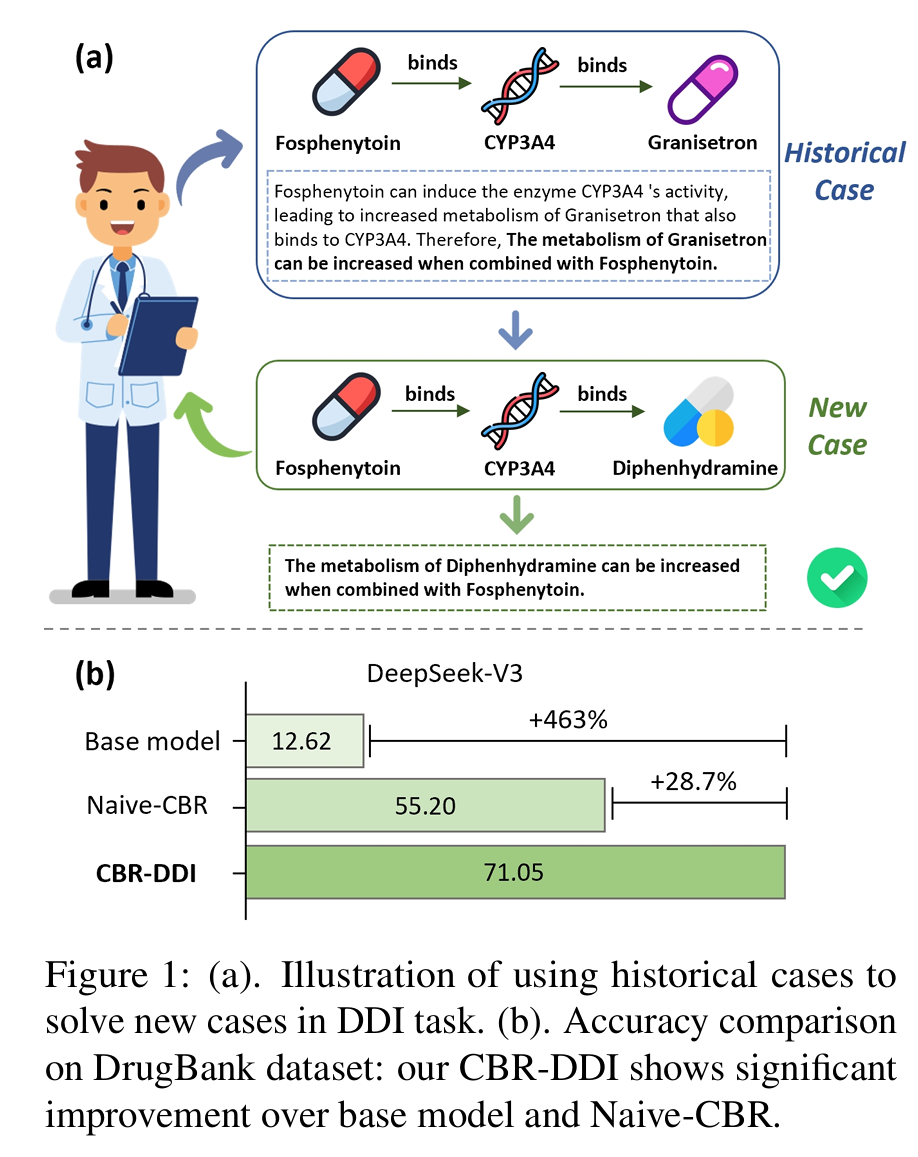 (a)
binds
binds
Fosphenytoin
CYP3A4
Granisetron
Historical
Case
Fosphenytoin can induce the enzyme CYP3A4 's activity,
leading to increased metabolism of Granisetron that also
binds to CYP3A4. Therefore, The metabolism of Granisetron
can be increased when combined with Fosphenytoin.
binds
binds
Fosphenytoin
CYP3A4
Diphenhydramine
New
Case
The metabolism of Diphenhydramine can be increased
when combined with Fosphenytoin.
(b)
DeepSeek-V3
Base model
12.62
+463%
Naive-CBR
55.20
+28.7%
CBR-DDI
71.05
Figure 1: (a). Illustration of using historical cases to
solve new cases in DDI task. (b). Accuracy comparison
on DrugBank dataset: our CBR-DDI shows significant
improvement over base model and Naive-CBR.